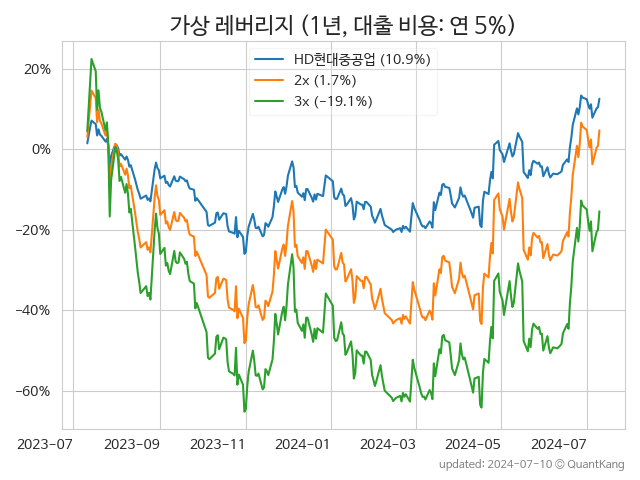 가상 레버리지 (1년, 대출 비용: 연 5%)
HD현대중공업 (10.9%)
2x (1.7%)
3x (−19.1%)
20%
0%
−20%
−40%
−60%
2023-07
2023-09
2023-11
2024-01
2024-03
2024-05
2024-07
updated: 2024-07-10 © QuantKang